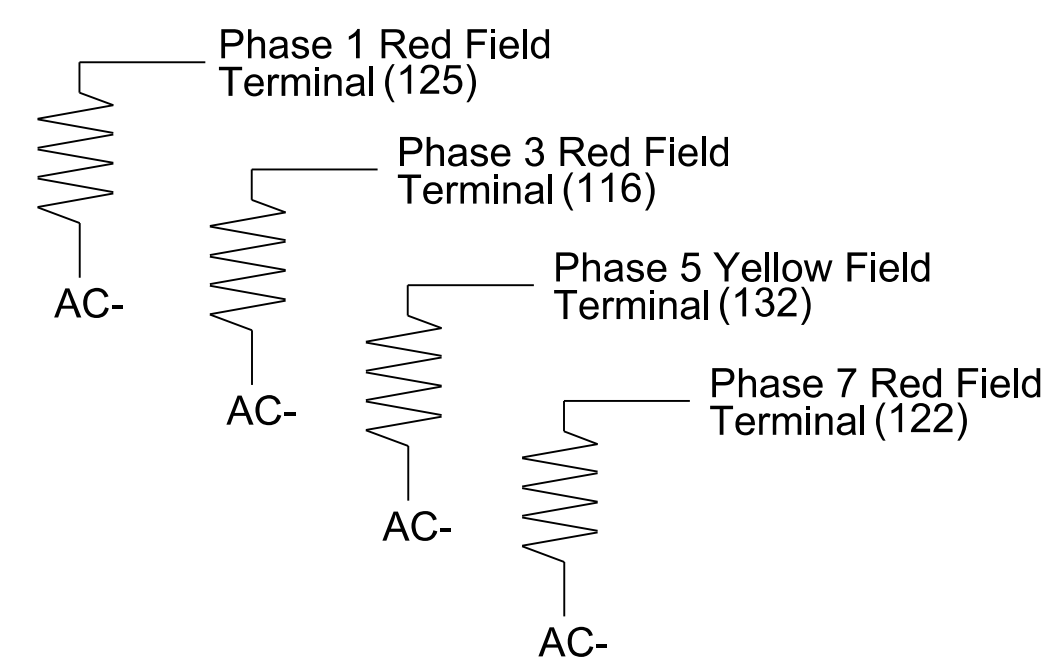 Phase 1 Red Field
Terminal (125)
AC-
Phase 3 Red Field
Terminal (116)
AC-
Phase 5 Yellow Field
Terminal (132)
AC-
Phase 7 Red Field
Terminal (122)
AC-